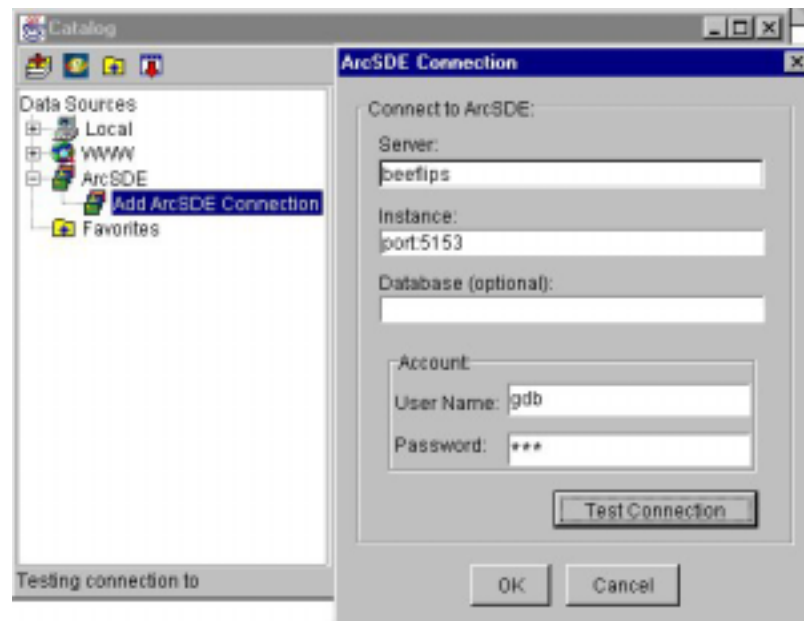 Catalog
Data Sources
Local
WWW
ArcSDE
Add ArcSDE Connection
Favorites
Testing connection to
ArcSDE Connection
Connect to ArcSDE:
Server:
beeflips
Instance:
port:5153
Database (optional):
Account:
User Name: gdb
Password: ***
Test Connection
OK Cancel